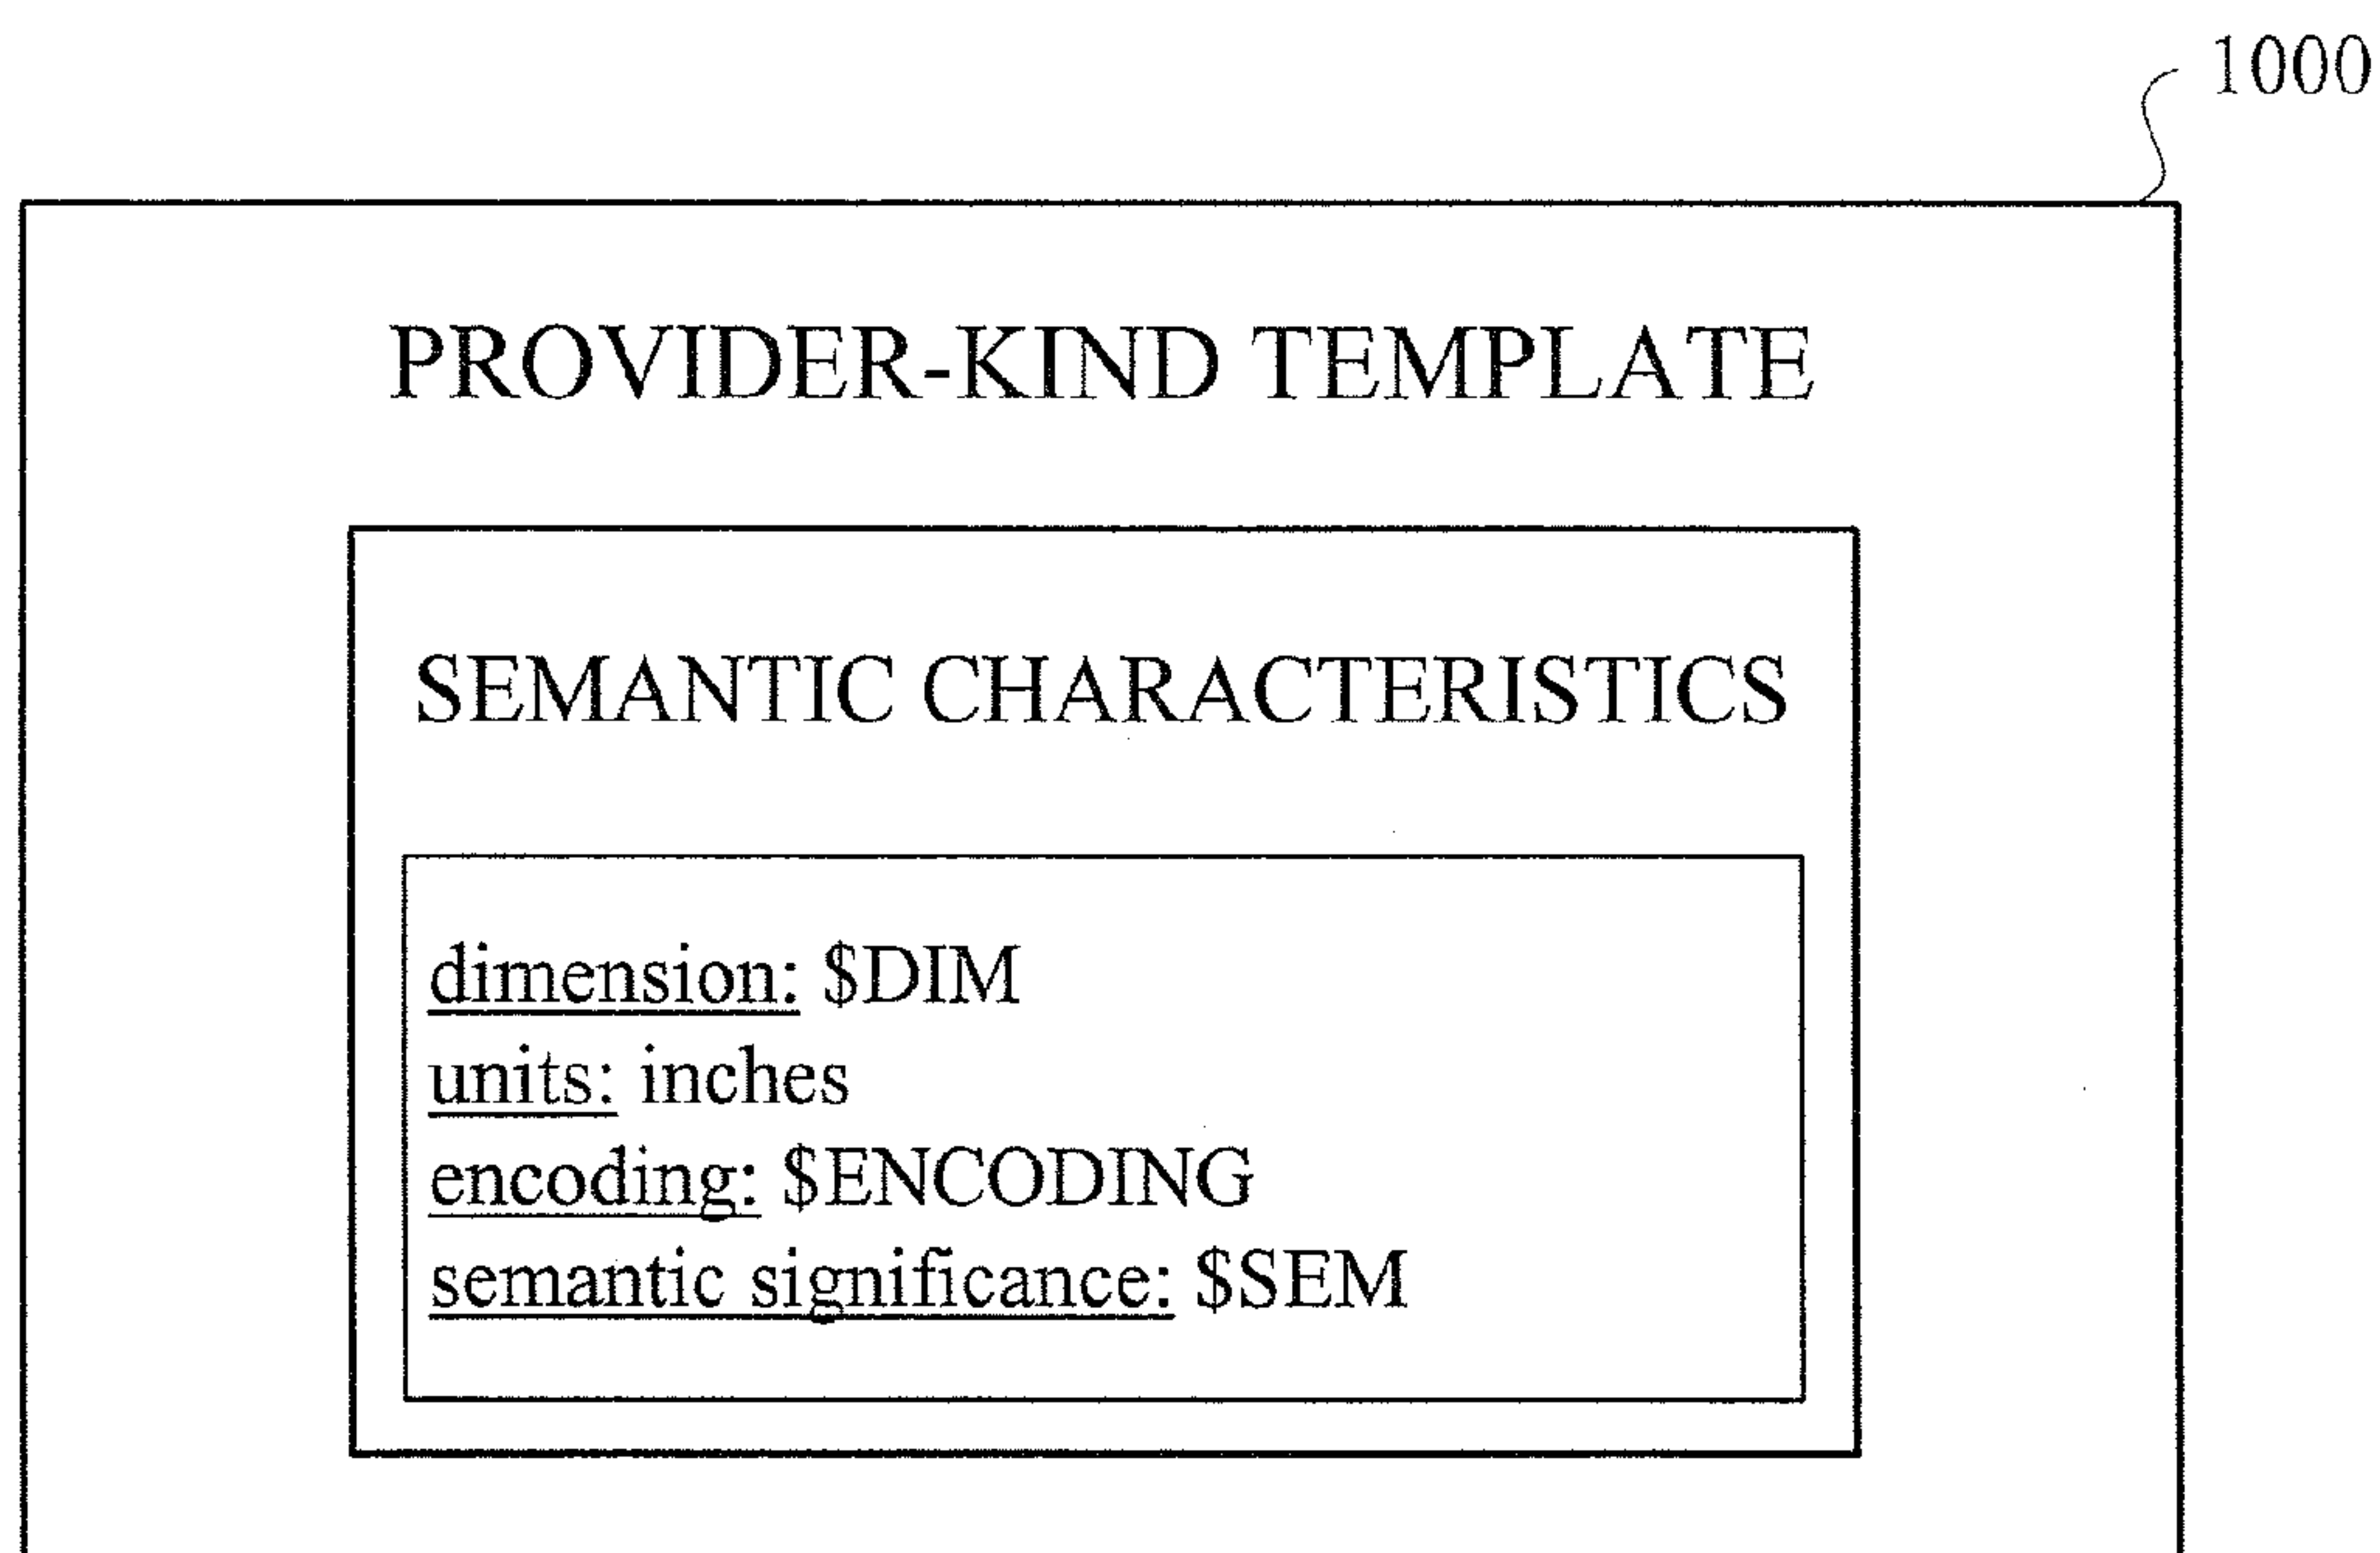 1000
PROVIDER-KIND TEMPLATE
SEMANTIC CHARACTERISTICS
dimension: $DIM
units: inches
encoding: $ENCODING
semantic significance: $SEM